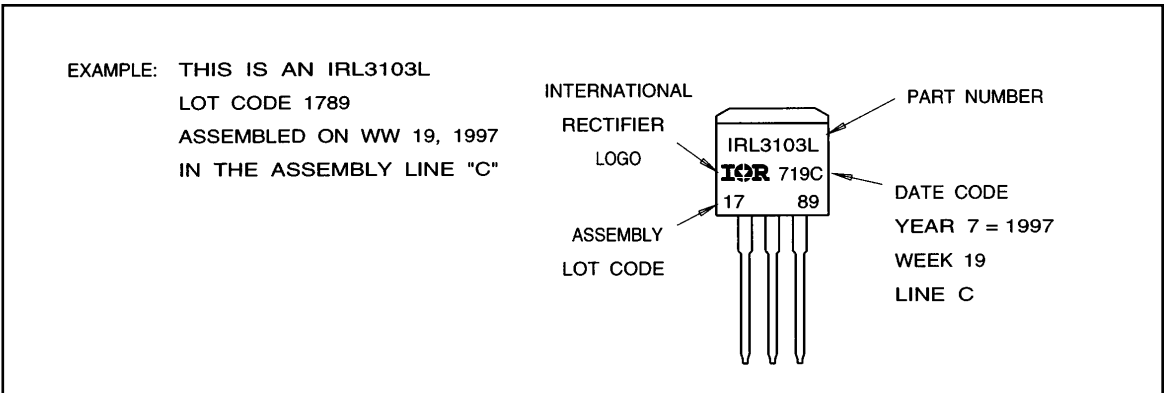 EXAMPLE: THIS IS AN IRL3103L
LOT CODE 1789
ASSEMBLED ON WW 19, 1997
IN THE ASSEMBLY LINE "C"
INTERNATIONAL
RECTIFIER
LOGO
ASSEMBLY
LOT CODE
IRL3103L
IOR 719C
17 89
PART NUMBER
DATE CODE
YEAR 7 = 1997
WEEK 19
LINE C